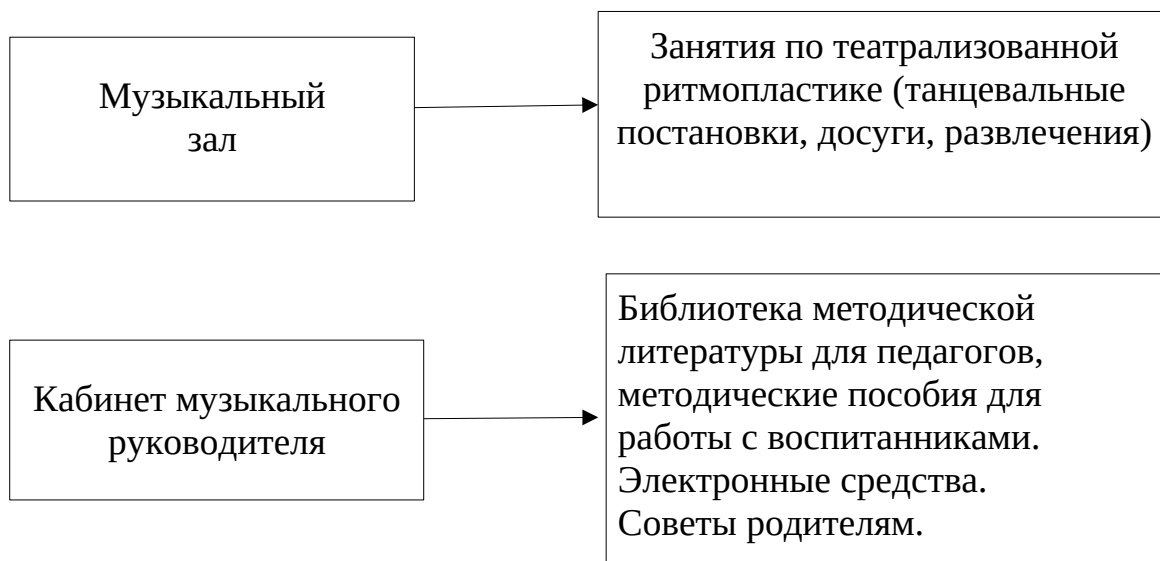 Музыкальный
зал
Занятия по театрализованной
ритмопластике (танцевальные
постановки, досуги, развлечения)
Кабинет музыкального
руководителя
Библиотека методической
литературы для педагогов,
методические пособия для
работы с воспитанниками.
Электронные средства.
Советы родителям.